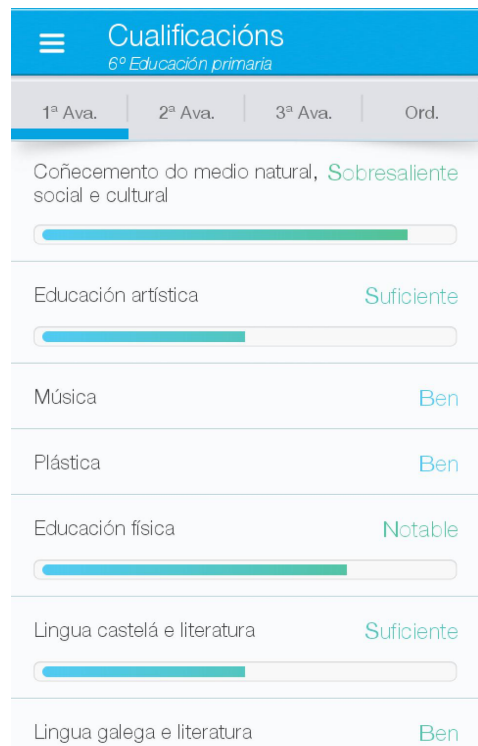 Cualificacións
6º Educación primaria
1ª Ava. 2ª Ava. 3ª Ava. Ord.
Coñecemento do medio natural, Sobresaliente
social e cultural
Educación artística Suficiente
Música Ben
Plástica Ben
Educación física Notable
Lingua castelá e literatura Suficiente
Lingua galega e literatura Ben